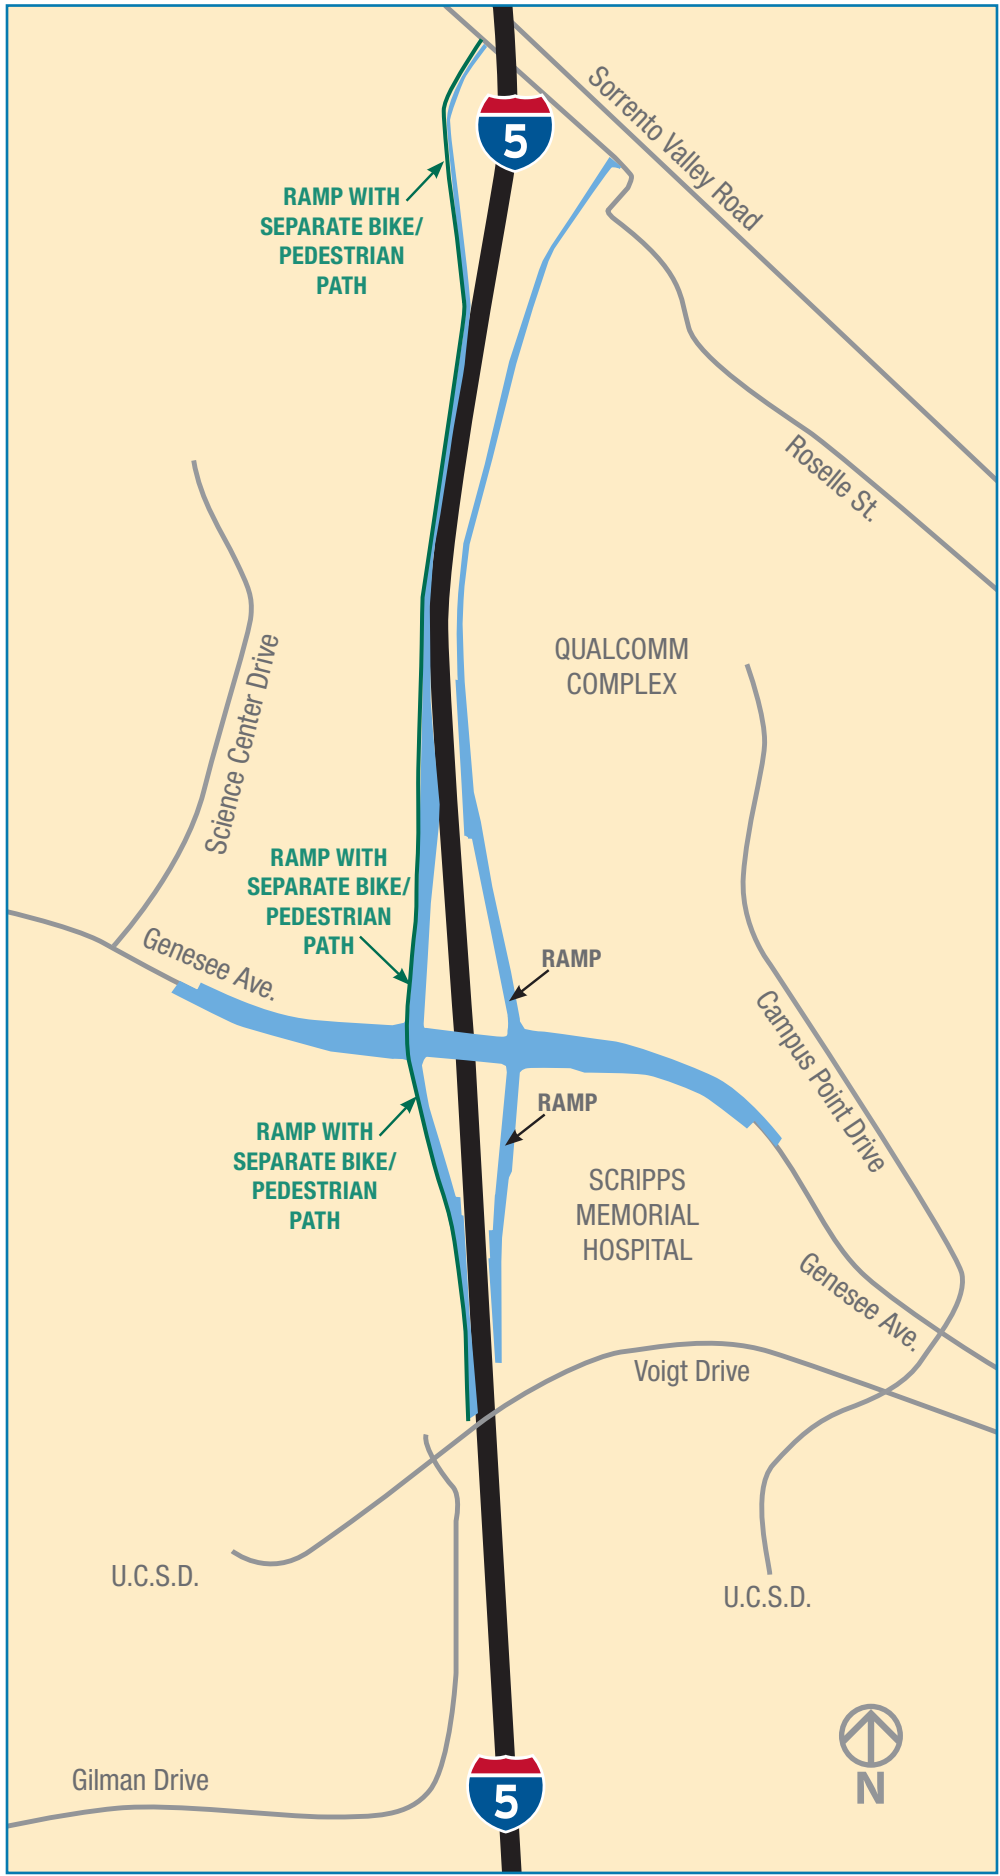 Sorrento Valley Road
5
RAMP WITH
SEPARATE BIKE/
PEDESTRIAN
PATH
Roselle St.
QUALCOMM
COMPLEX
Science Center Drive
RAMP WITH
SEPARATE BIKE/
PEDESTRIAN
PATH
Genesee Ave.
RAMP
Campus Point Drive
RAMP
RAMP WITH
SEPARATE BIKE/
PEDESTRIAN
PATH
SCRIPPS
MEMORIAL
HOSPITAL
Genesee Ave.
Voigt Drive
U.C.S.D.
U.C.S.D.
Gilman Drive
5
N